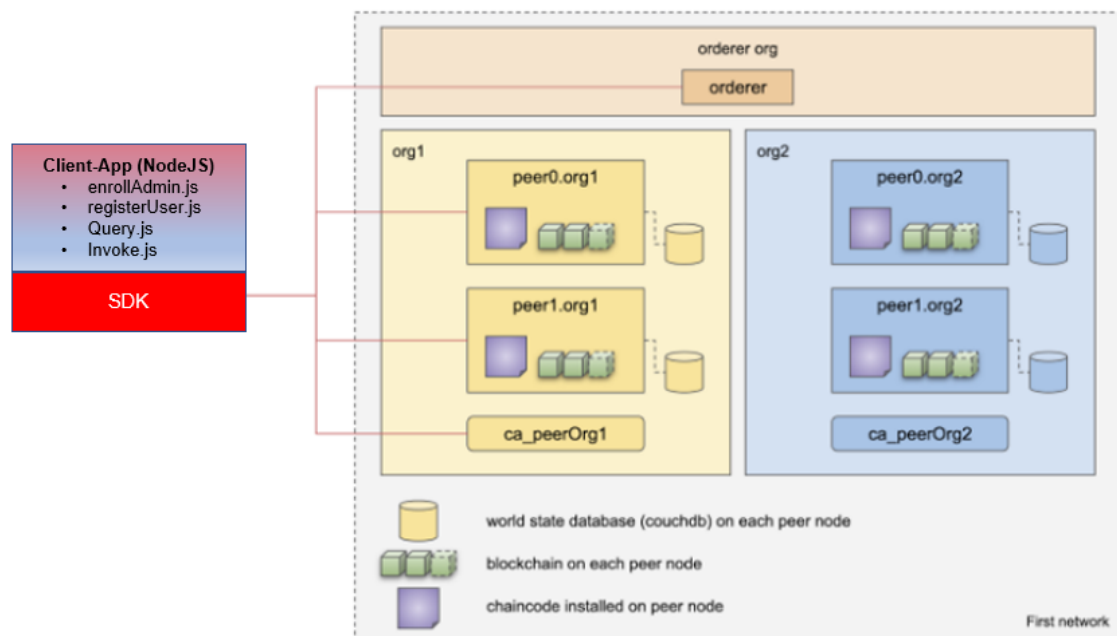 Client-App (NodeJS)
• enrollAdmin.js
• registerUser.js
• Query.js
• Invoke.js
SDK
orderer org
orderer
org1
peer0.org1
peer1.org1
ca_peerOrg1
org2
peer0.org2
peer1.org2
ca_peerOrg2
world state database (couchdb) on each peer node
blockchain on each peer node
chaincode installed on peer node
First network